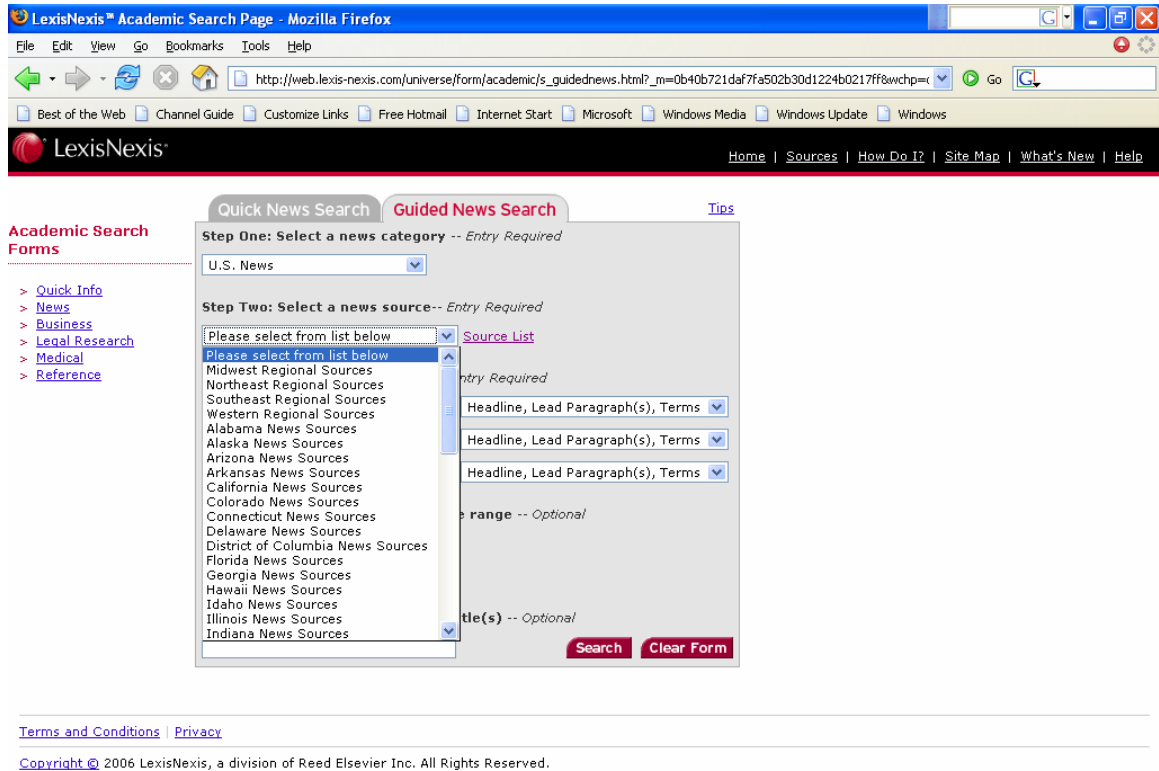 LexisNexis™ Academic Search Page - Mozilla Firefox
G
File Edit View Go Bookmarks Tools Help
http://web.lexis-nexis.com/universe/form/academic/s_guidednews.html?_m=0b40b721daf7fa502b30d1224b0217ff&wchp=
Go
G
Best of the Web Channel Guide Customize Links Free Hotmail Internet Start Microsoft Windows Media Windows Update Windows
LexisNexis
Home | Sources | How Do I? | Site Map | What's New | Help
Quick News Search Guided News Search Tips
Academic Search
Forms
> Quick Info
> News
> Business
> Legal Research
> Medical
> Reference
Step One: Select a news category -- Entry Required
U.S. News
Step Two: Select a news source-- Entry Required
Please select from list below Source List
Please select from list below
Midwest Regional Sources
Northeast Regional Sources
Southeast Regional Sources
Western Regional Sources
Alabama News Sources
Alaska News Sources
Arizona News Sources
Arkansas News Sources
California News Sources
Colorado News Sources
Connecticut News Sources
Delaware News Sources
District of Columbia News Sources
Florida News Sources
Georgia News Sources
Hawaii News Sources
Idaho News Sources
Illinois News Sources
Indiana News Sources
ntry Required
Headline, Lead Paragraph(s), Terms
Headline, Lead Paragraph(s), Terms
Headline, Lead Paragraph(s), Terms
e range -- Optional
tle(s) -- Optional
Search Clear Form
Terms and Conditions | Privacy
Copyright © 2006 LexisNexis, a division of Reed Elsevier Inc. All Rights Reserved.